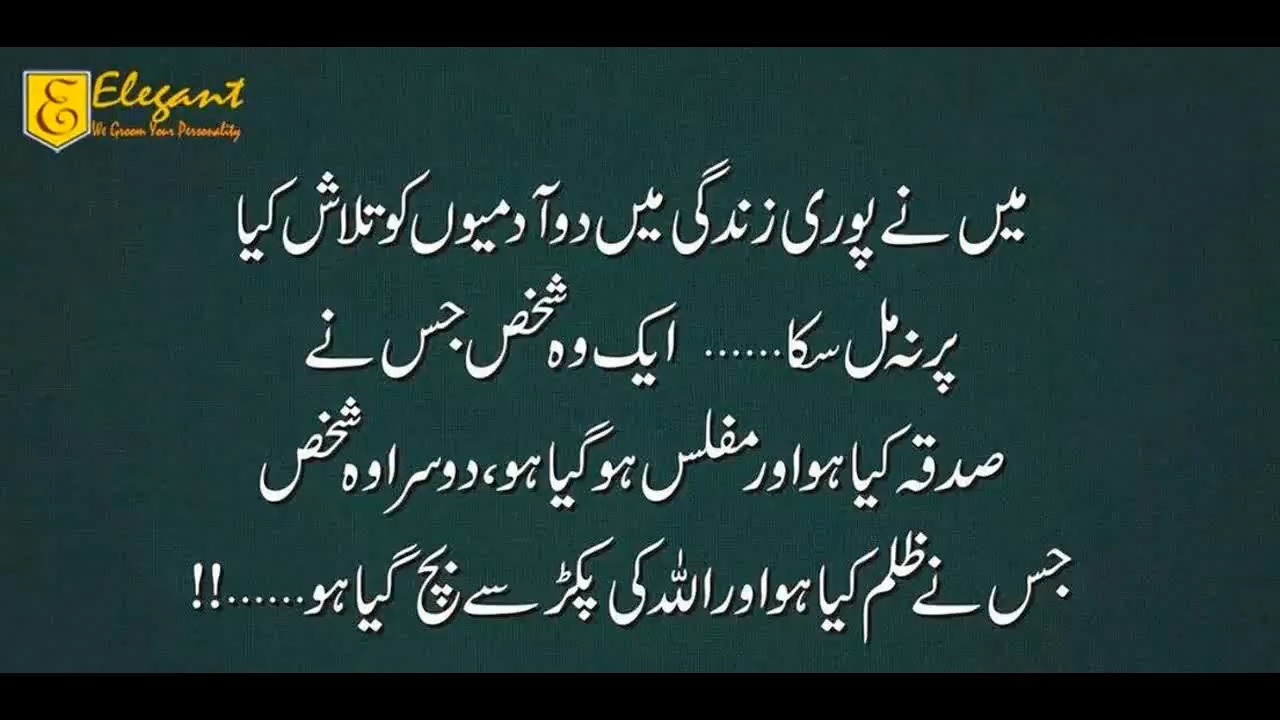 Elegant
We Groom Your Personality
میں نے پوری زندگی میں دو آدمیوں کو تلاش کیا
پر نہ مل سکا...... ایک وہ شخص جس نے
صدقہ کیا ہو اور مفلس ہو گیا ہو، دوسرا وہ شخص
جس نے ظلم کیا ہو اور اللہ کی پکڑ سے بچ گیا ہو......!!